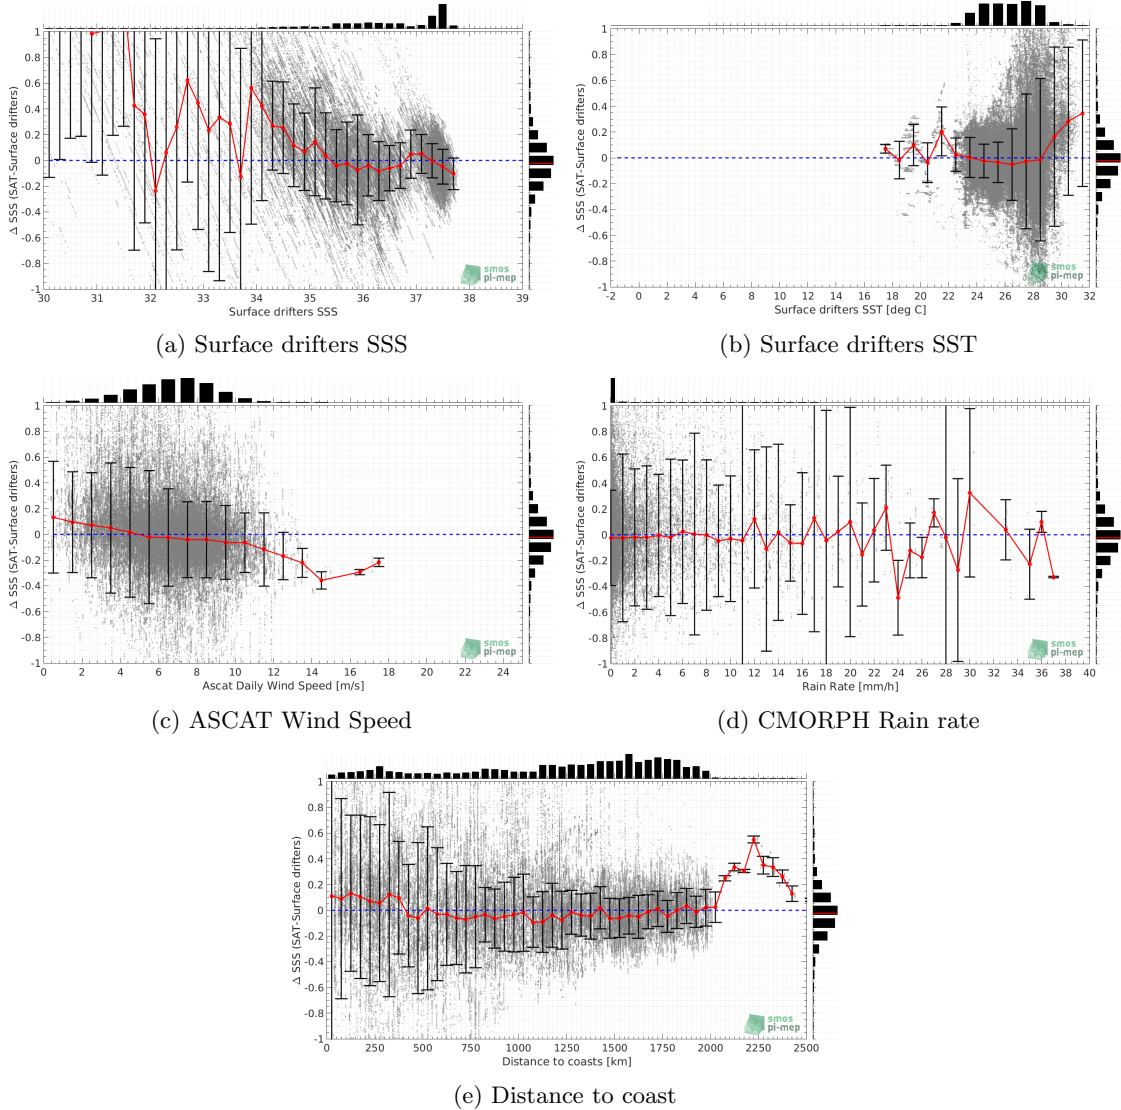 1
0.8
0.6
0.4
0.2
0
-0.2
-0.4
-0.6
-0.8
-1
Δ SSS (SAT-Surface drifters)
30 31 32 33 34 35 36 37 38 39
Surface drifters SSS
smos
pi-mep
(a) Surface drifters SSS
1
0.8
0.6
0.4
0.2
0
-0.2
-0.4
-0.6
-0.8
-1
Δ SSS (SAT-Surface drifters)
-2 0 2 4 6 8 10 12 14 16 18 20 22 24 26 28 30 32
Surface drifters SST [deg C]
smos
pi-mep
(b) Surface drifters SST
1
0.8
0.6
0.4
0.2
0
-0.2
-0.4
-0.6
-0.8
-1
Δ SSS (SAT-Surface drifters)
0 2 4 6 8 10 12 14 16 18 20 22 24
Ascat Daily Wind Speed [m/s]
smos
pi-mep
(c) ASCAT Wind Speed
1
0.8
0.6
0.4
0.2
0
-0.2
-0.4
-0.6
-0.8
-1
Δ SSS (SAT-Surface drifters)
0 2 4 6 8 10 12 14 16 18 20 22 24 26 28 30 32 34 36 38 40
Rain Rate [mm/h]
smos
pi-mep
(d) CMORPH Rain rate
1
0.8
0.6
0.4
0.2
0
-0.2
-0.4
-0.6
-0.8
-1
Δ SSS (SAT-Surface drifters)
0 250 500 750 1000 1250 1500 1750 2000 2250 2500
Distance to coasts [km]
smos
pi-mep
(e) Distance to coast